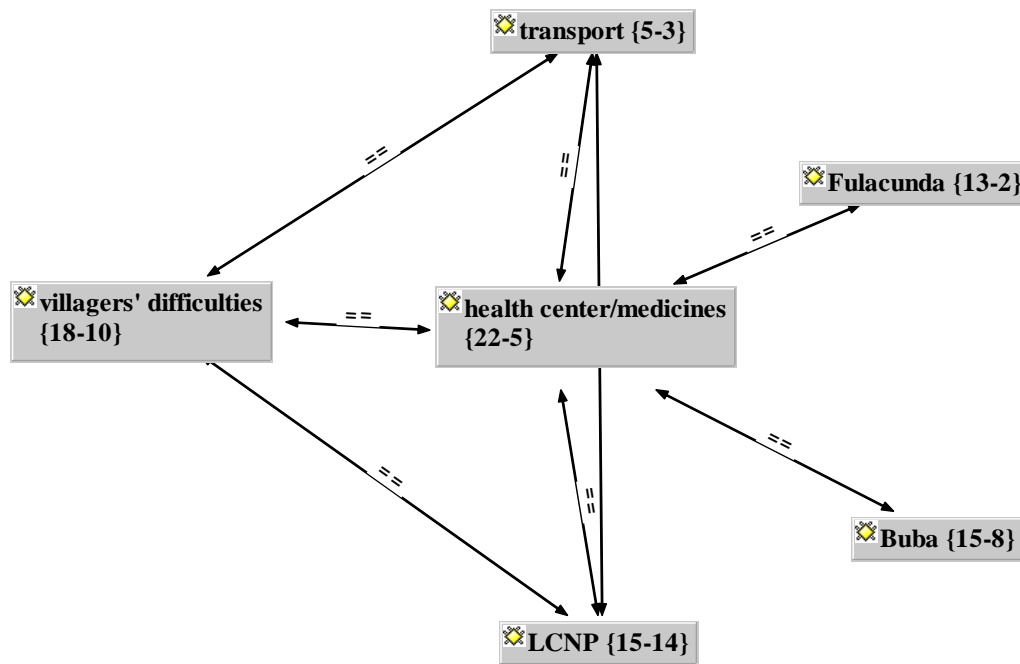 transport {5-3}
==
==
Fulacunda {13-2}
==
villagers' difficulties
{18-10}
==
health center/medicines
{22-5}
==
==
==
Buba {15-8}
LCNP {15-14}